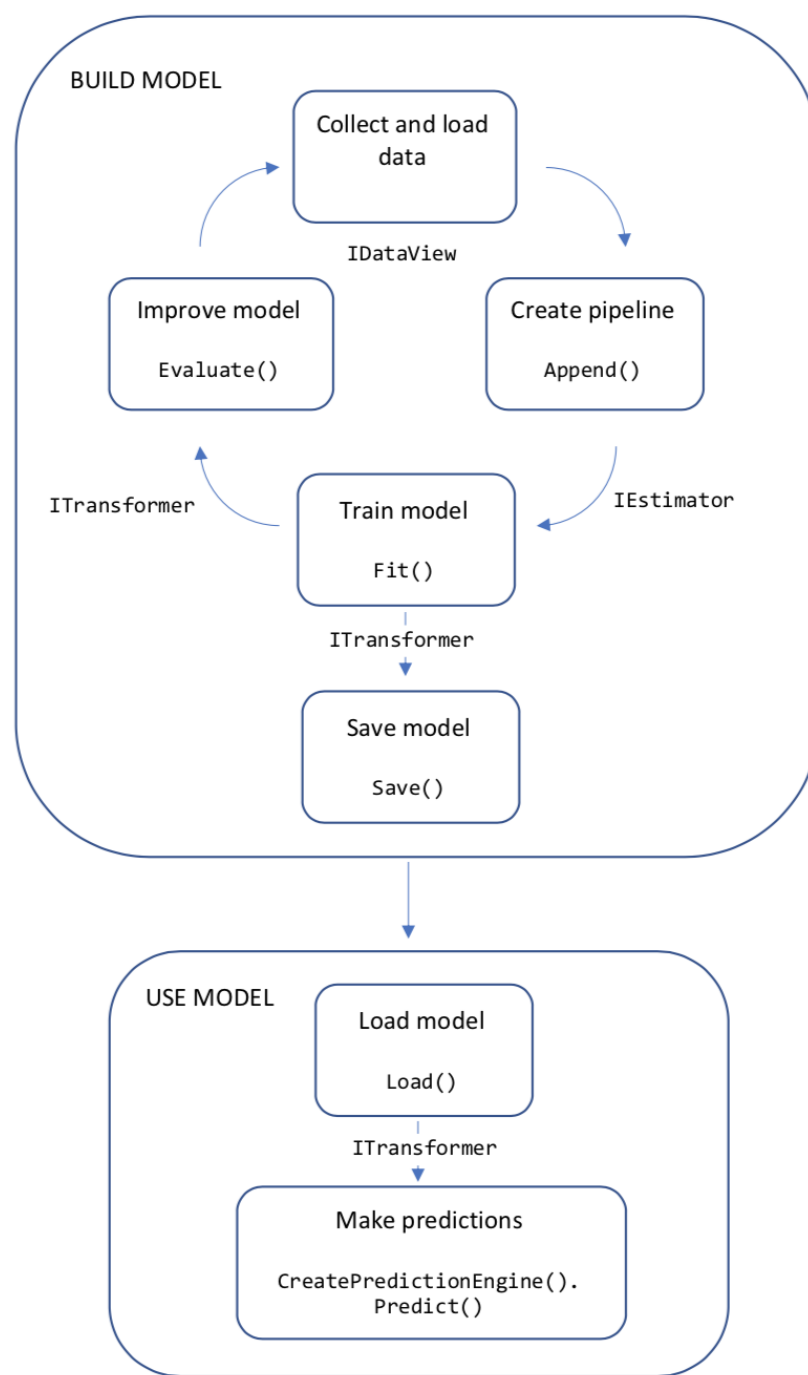 BUILD MODEL
Collect and load
data
IDataView
Improve model
Evaluate()
Create pipeline
Append()
ITransformer
IEstimator
Train model
Fit()
ITransformer
Save model
Save()
USE MODEL
Load model
Load()
ITransformer
Make predictions
CreatePredictionEngine().
Predict()